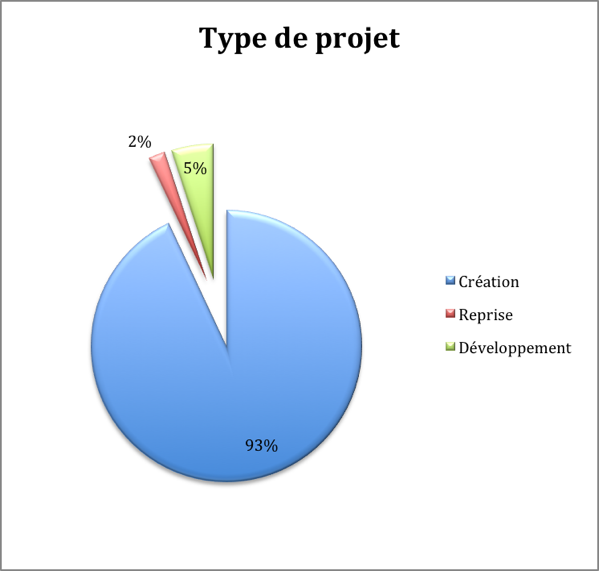 Type de projet
2%
5%
93%
Création
Reprise
Développement